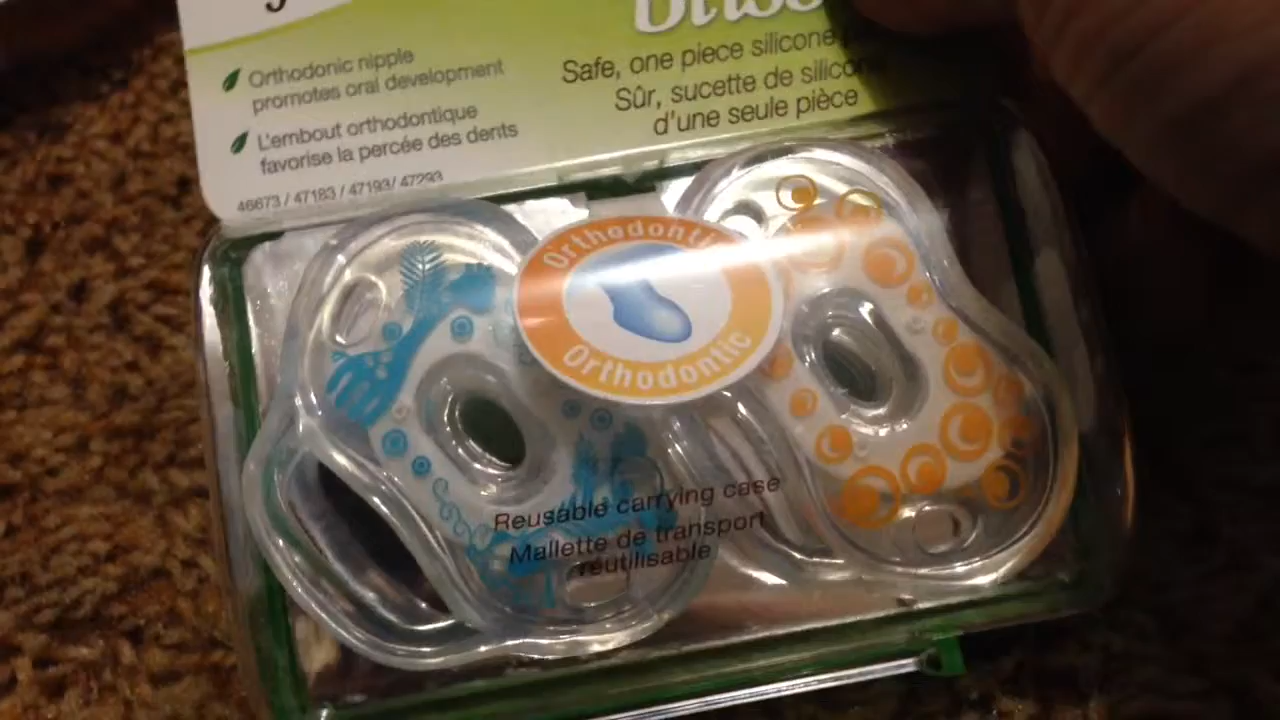 Bliss
Orthodonic nipple
promotes oral development
L'embout orthodontique
favorise la percée des dents
46673 / 47183 / 47193/ 47293
Safe, one piece silicone
Sûr, sucette de silicone
d'une seule pièce
Orthodontic
Orthodontic
Reusable carrying case
Mallette de transport
réutilisable